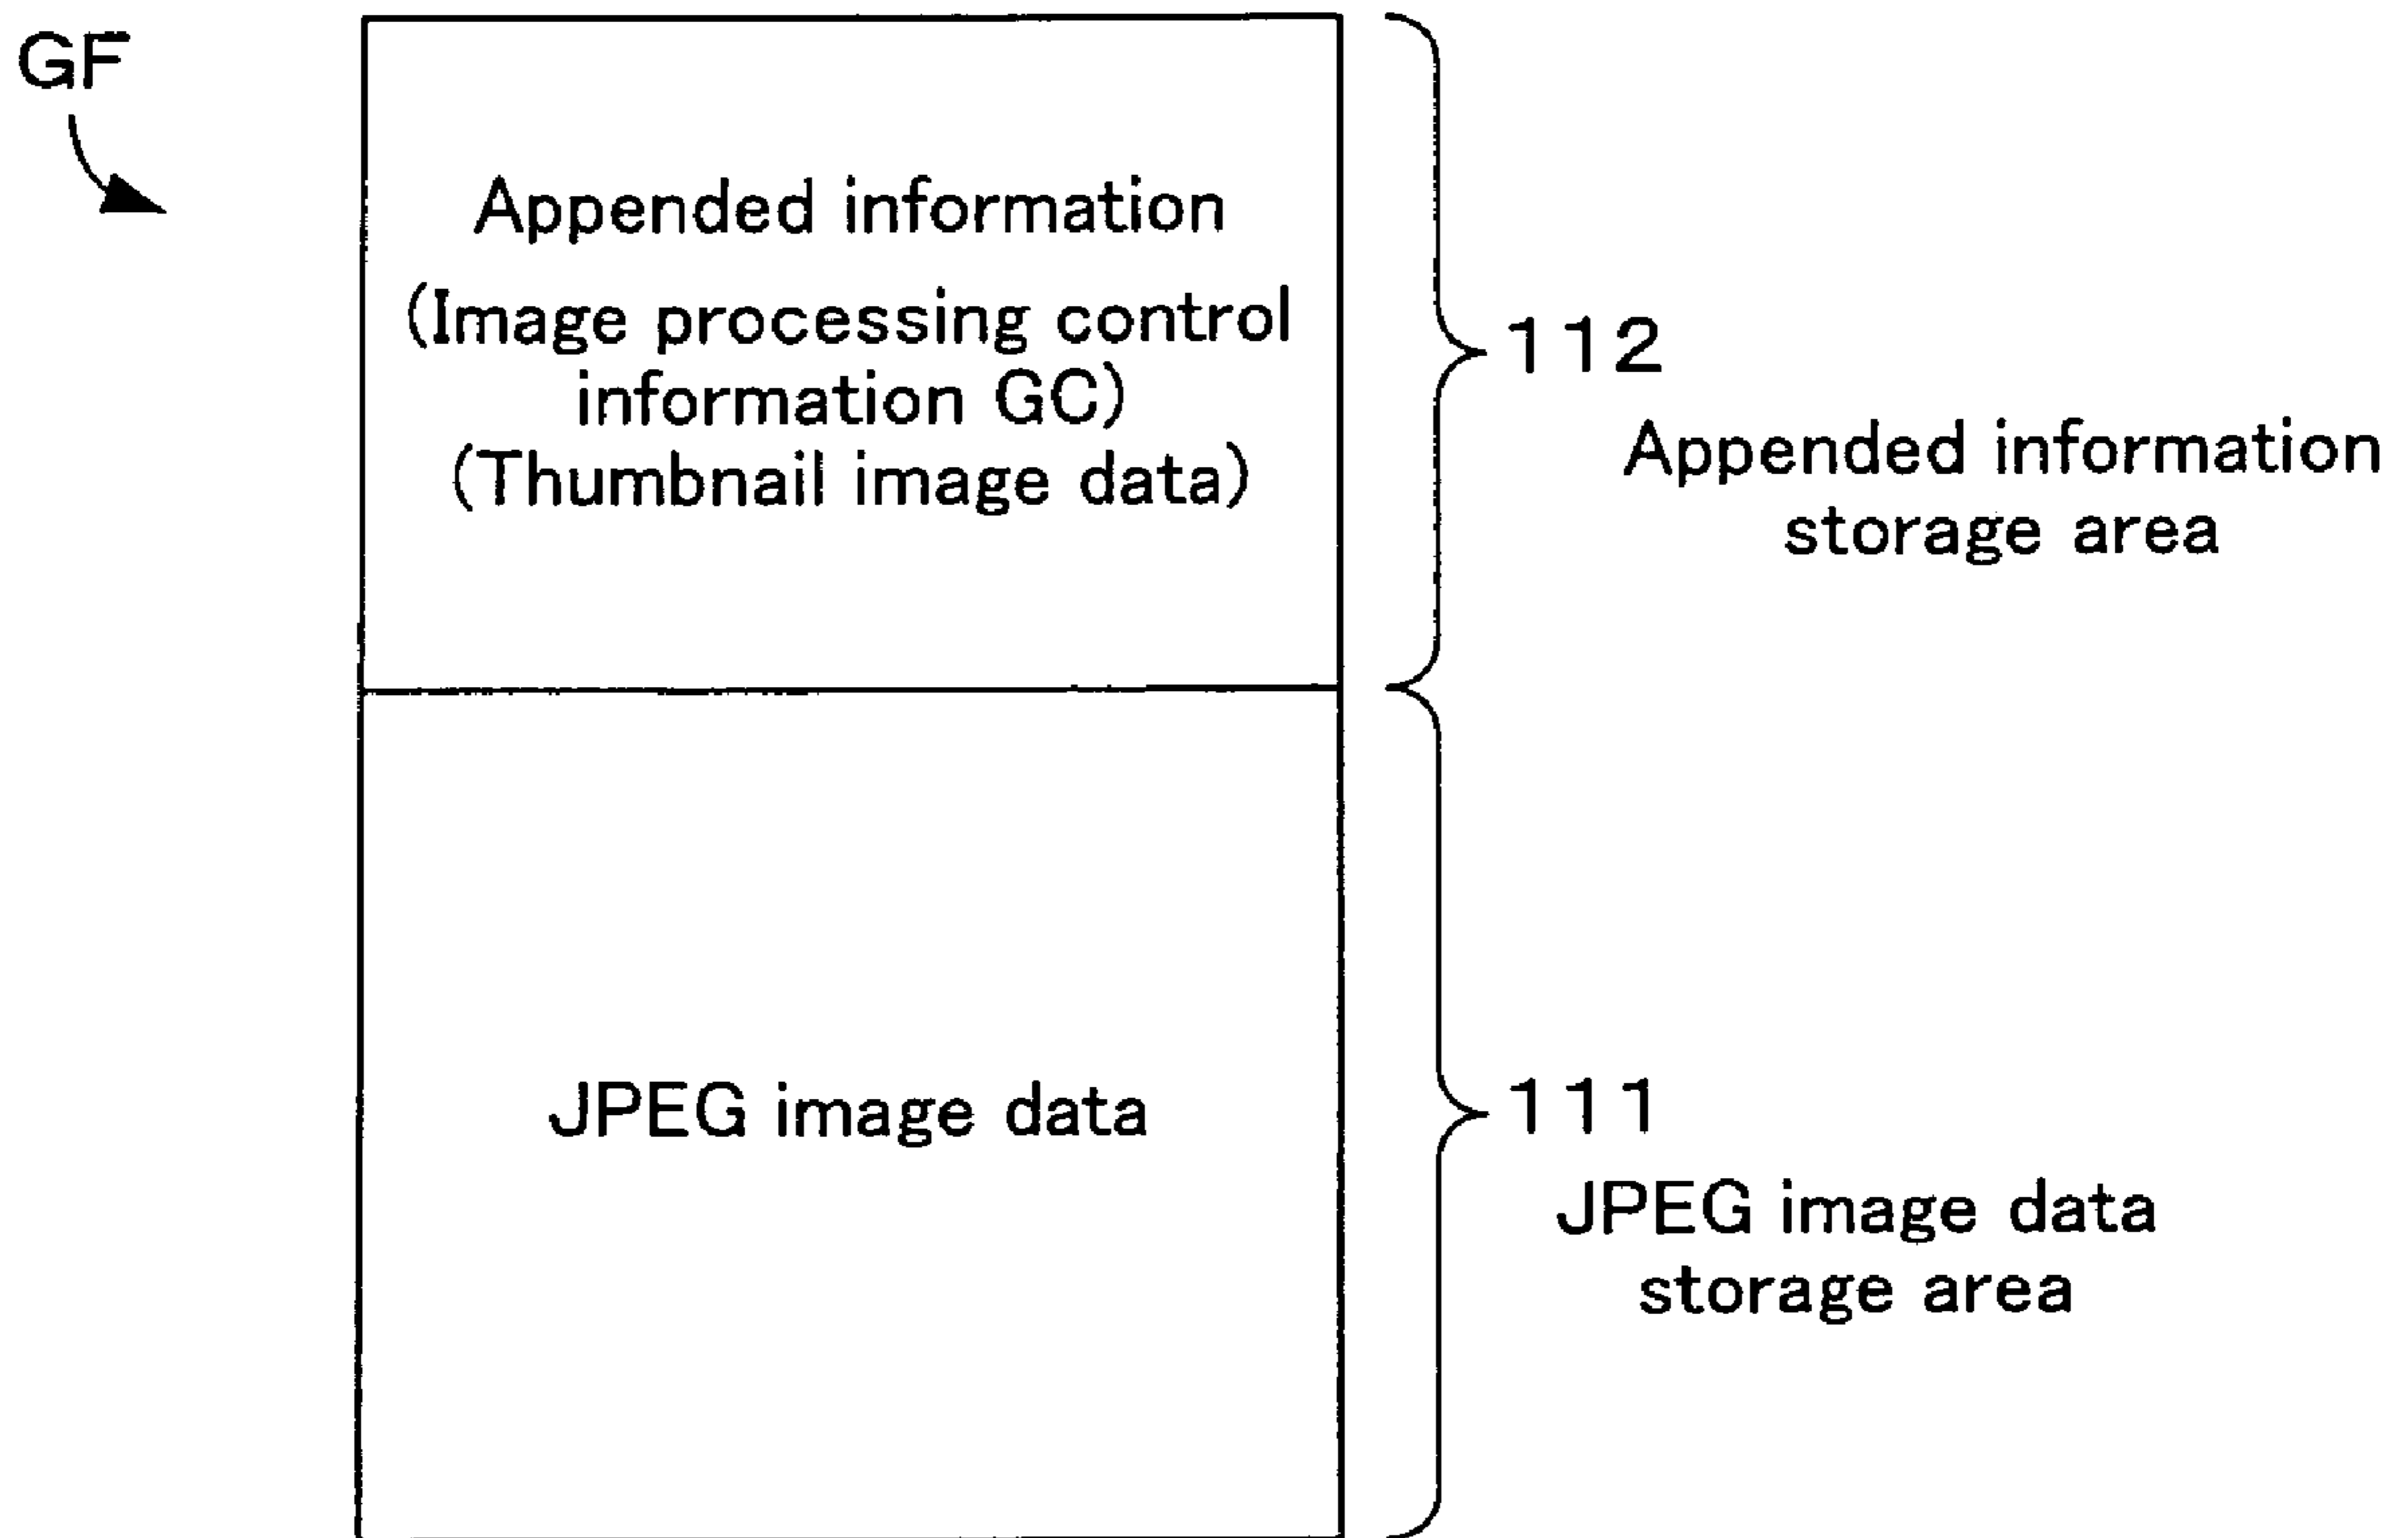 GF
Appended information
(Image processing control
information GC)
(Thumbnail image data)
112
Appended information
storage area
JPEG image data
111
JPEG image data
storage area